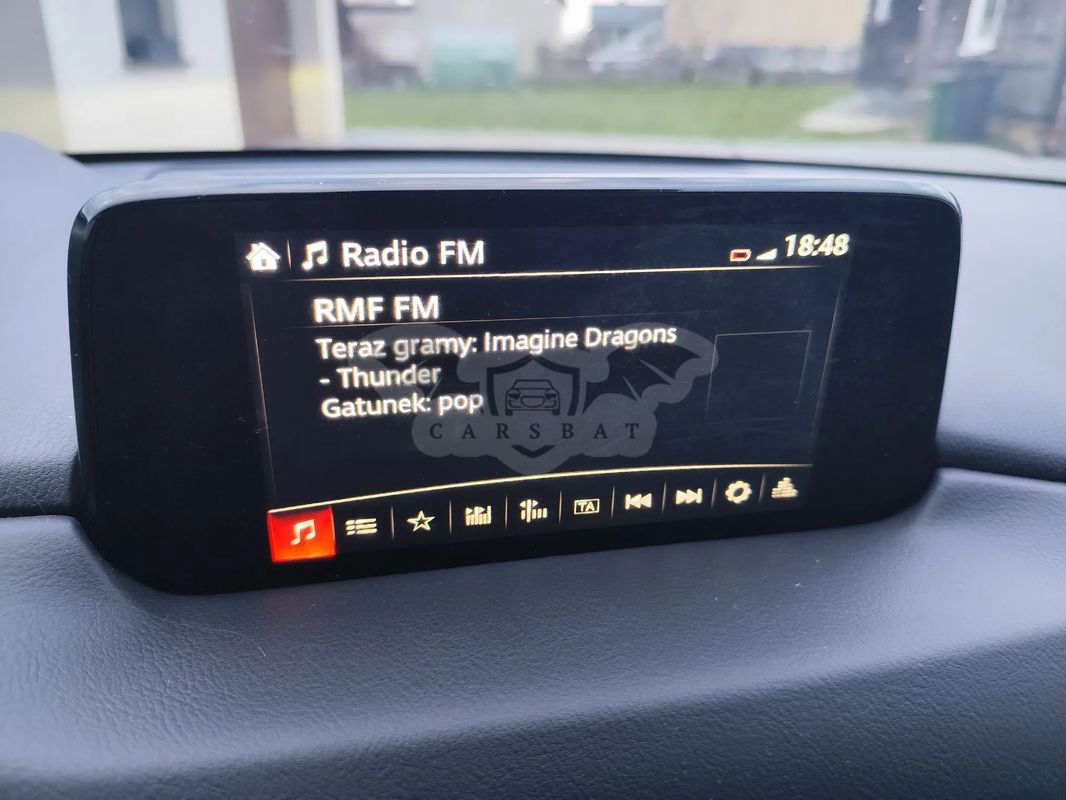 Radio FM
18:48
RMF FM
Teraz gramy: Imagine Dragons
- Thunder
Gatunek: pop
CARSBAT
TA